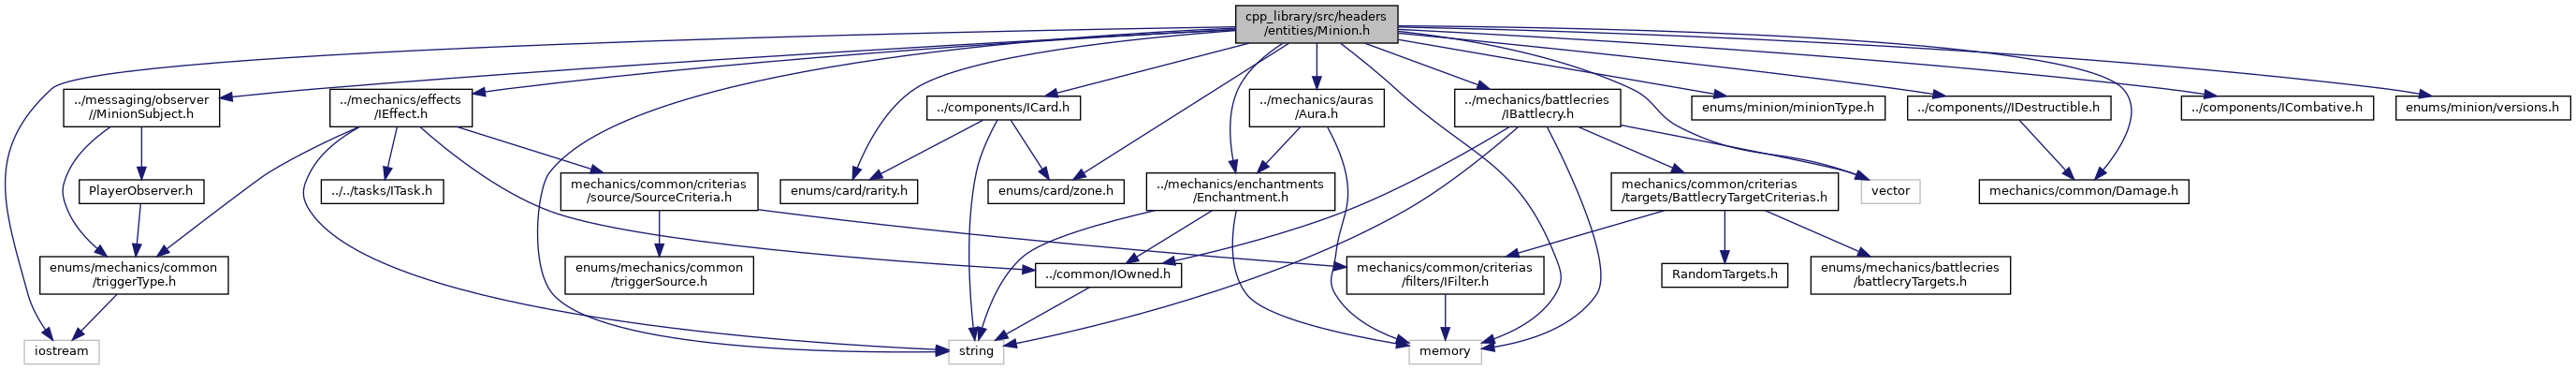 cpp_library/src/headers
/entities/Minion.h
../messaging/observer
//MinionSubject.h
../mechanics/effects
/IEffect.h
../components/ICard.h
../mechanics/auras
/Aura.h
../mechanics/battlecries
/IBattlecry.h
enums/minion/minionType.h
../components//IDestructible.h
../components/ICombative.h
enums/minion/versions.h
PlayerObserver.h
../../tasks/ITask.h
mechanics/common/criterias
/source/SourceCriteria.h
enums/card/rarity.h
enums/card/zone.h
../mechanics/enchantments
/Enchantment.h
mechanics/common/criterias
/targets/BattlecryTargetCriterias.h
vector
mechanics/common/Damage.h
enums/mechanics/common
/triggerType.h
enums/mechanics/common
/triggerSource.h
../common/IOwned.h
mechanics/common/criterias
/filters/IFilter.h
RandomTargets.h
enums/mechanics/battlecries
/battlecryTargets.h
iostream
string
memory